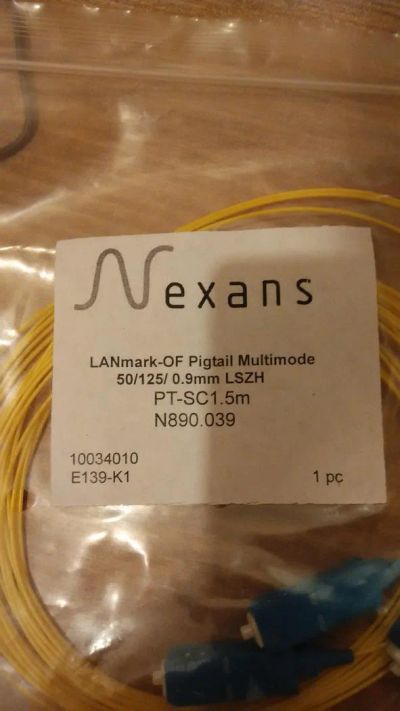 Nexans
LANmark-OF Pigtail Multimode
50/125/ 0.9mm LSZH
PT-SC1.5m
N890.039
10034010
E139-K1 1 pc